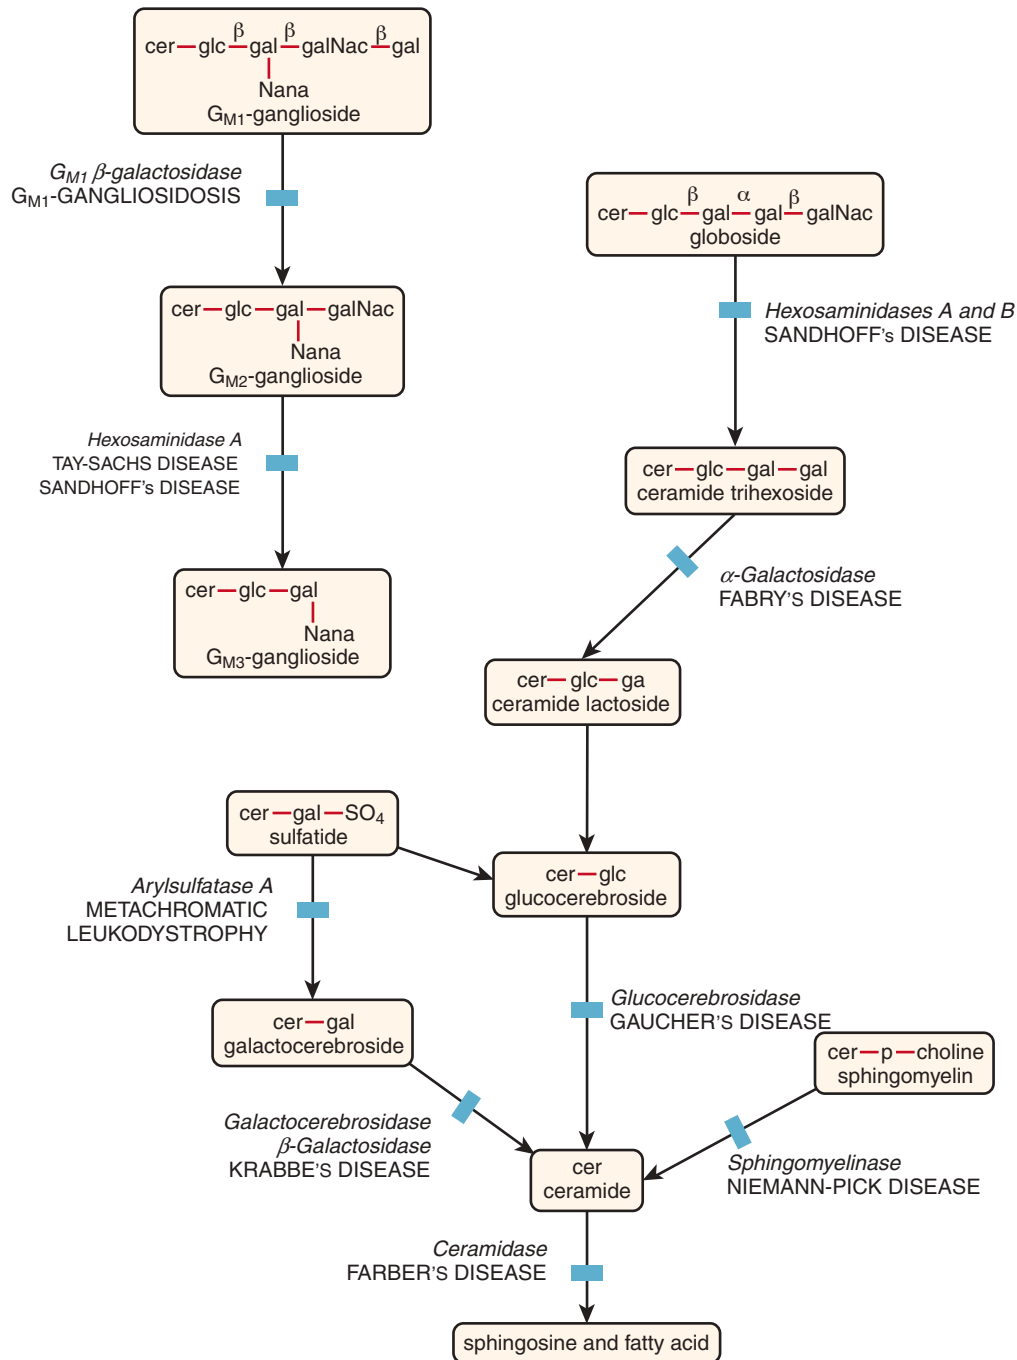 β β β
cer glc gal galNac gal
Nana
GM1-ganglioside
GM1 β-galactosidase
GM1-GANGLIOSIDOSIS
β α β
cer glc gal gal galNac
globoside
cer glc gal galNac
Nana
GM2-ganglioside
Hexosaminidases A and B
SANDHOFF's DISEASE
Hexosaminidase A
TAY-SACHS DISEASE
SANDHOFF's DISEASE
cer glc gal gal
ceramide trihexoside
cer glc gal
Nana
GM3-ganglioside
α-Galactosidase
FABRY'S DISEASE
cer glc ga
ceramide lactoside
cer gal SO4
sulfatide
cer glc
glucocerebroside
Arylsulfatase A
METACHROMATIC
LEUKODYSTROPHY
cer gal
galactocerebroside
Glucocerebrosidase
GAUCHER'S DISEASE
cer p choline
sphingomyelin
Galactocerebrosidase
β-Galactosidase
KRABBE'S DISEASE
cer
ceramide
Sphingomyelinase
NIEMANN-PICK DISEASE
Ceramidase
FARBER'S DISEASE
sphingosine and fatty acid